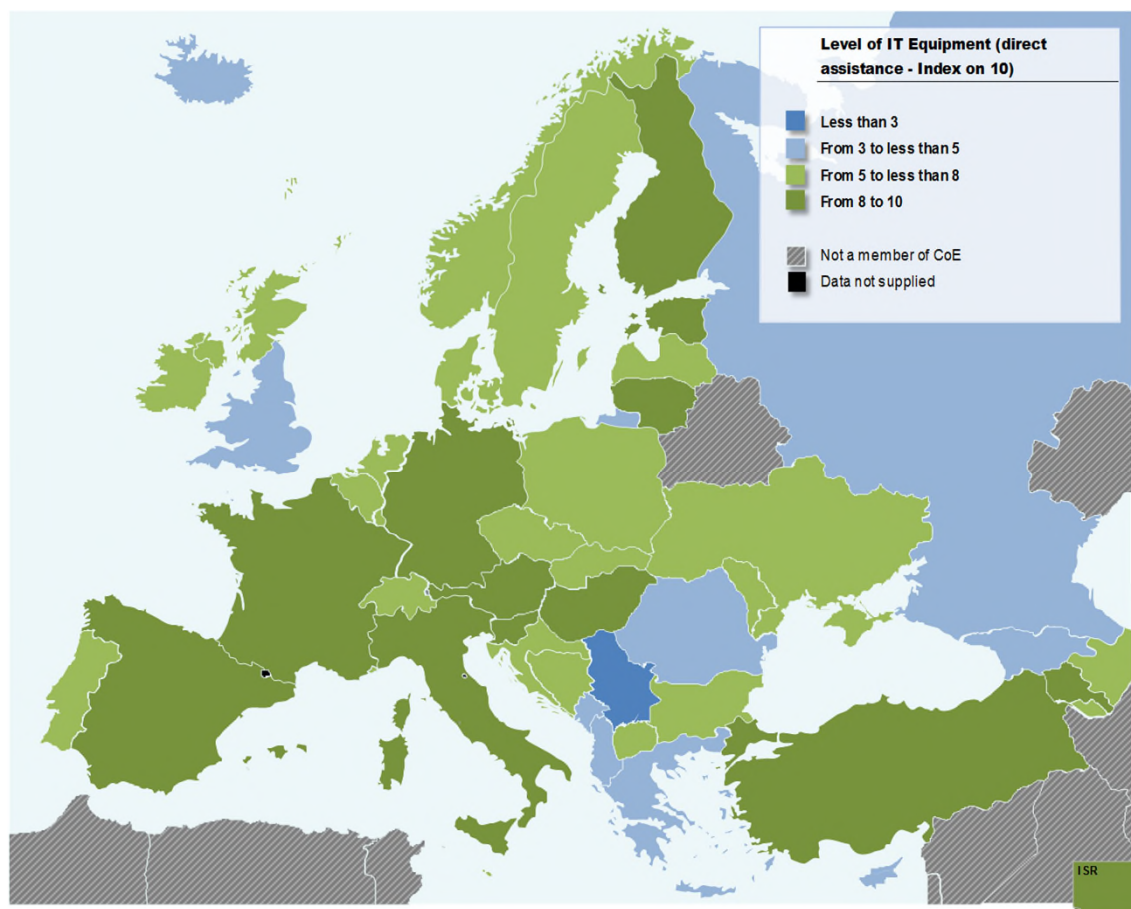 Level of IT Equipment (direct
assistance - Index on 10)
Less than 3
From 3 to less than 5
From 5 to less than 8
From 8 to 10
Not a member of CoE
Data not supplied
ISR